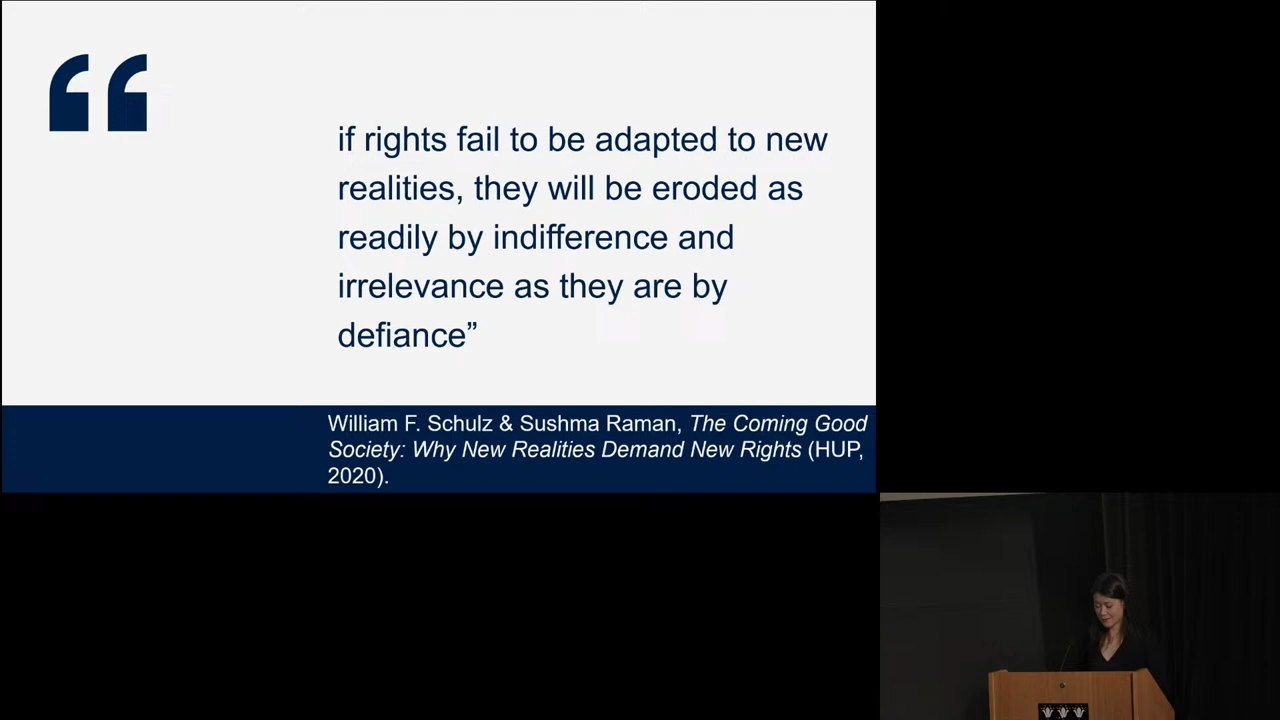 “
if rights fail to be adapted to new
realities, they will be eroded as
readily by indifference and
irrelevance as they are by
defiance”
William F. Schulz & Sushma Raman, The Coming Good
Society: Why New Realities Demand New Rights (HUP,
2020).